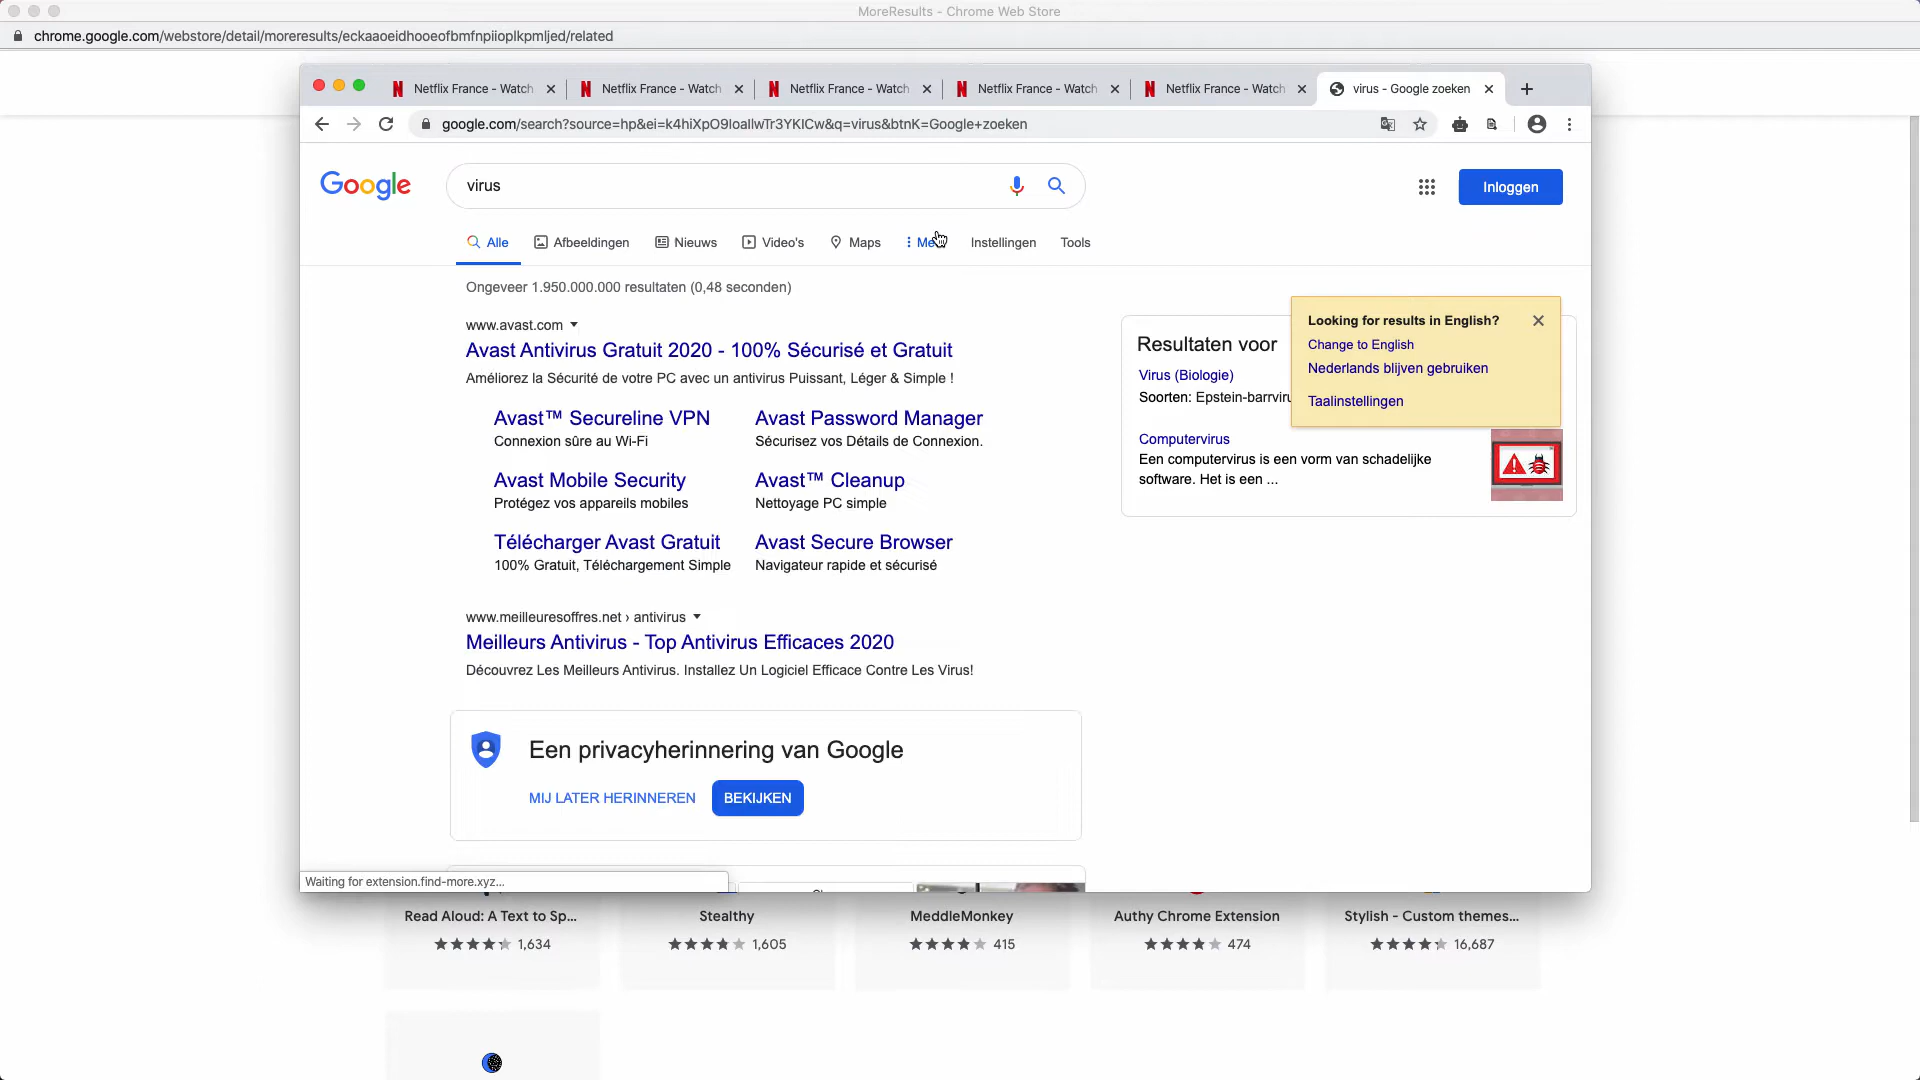 MoreResults - Chrome Web Store
chrome.google.com/webstore/detail/moreresults/eckaaoeidhooeofbmfnpiioplkpmljed/related
Netflix France - Watch
Netflix France - Watch
Netflix France - Watch
Netflix France - Watch
Netflix France - Watch
virus - Google zoeken
google.com/search?source=hp&ei=k4hiXpO9IoaIlwTr3YKICw&q=virus&btnK=Google+zoeken
Google
virus
Inloggen
Alle
Afbeeldingen
Nieuws
Video's
Maps
Instellingen
Tools
Ongeveer 1.950.000.000 resultaten (0,48 seconden)
www.avast.com
Avast Antivirus Gratuit 2020 - 100% Sécurisé et Gratuit
Améliorez la Sécurité de votre PC avec un antivirus Puissant, Léger & Simple !
Avast™ Secureline VPN
Connexion sûre au Wi-Fi
Avast Password Manager
Sécurisez vos Détails de Connexion.
Avast Mobile Security
Protégez vos appareils mobiles
Avast™ Cleanup
Nettoyage PC simple
Télécharger Avast Gratuit
100% Gratuit, Téléchargement Simple
Avast Secure Browser
Navigateur rapide et sécurisé
www.meilleuresoffres.net › antivirus
Meilleurs Antivirus - Top Antivirus Efficaces 2020
Découvrez Les Meilleurs Antivirus. Installez Un Logiciel Efficace Contre Les Virus!
Een privacyherinnering van Google
MIJ LATER HERINNEREN
BEKIJKEN
Resultaten voor
Virus (Biologie)
Soorten: Epstein-barrviru
Computervirus
Een computervirus is een vorm van schadelijke
software. Het is een ...
Looking for results in English?
Change to English
Nederlands blijven gebruiken
Taalinstellingen
Waiting for extension.find-more.xyz...
Read Aloud: A Text to Sp...
1,634
Stealthy
1,605
MeddleMonkey
415
Authy Chrome Extension
474
Stylish - Custom themes...
16,687